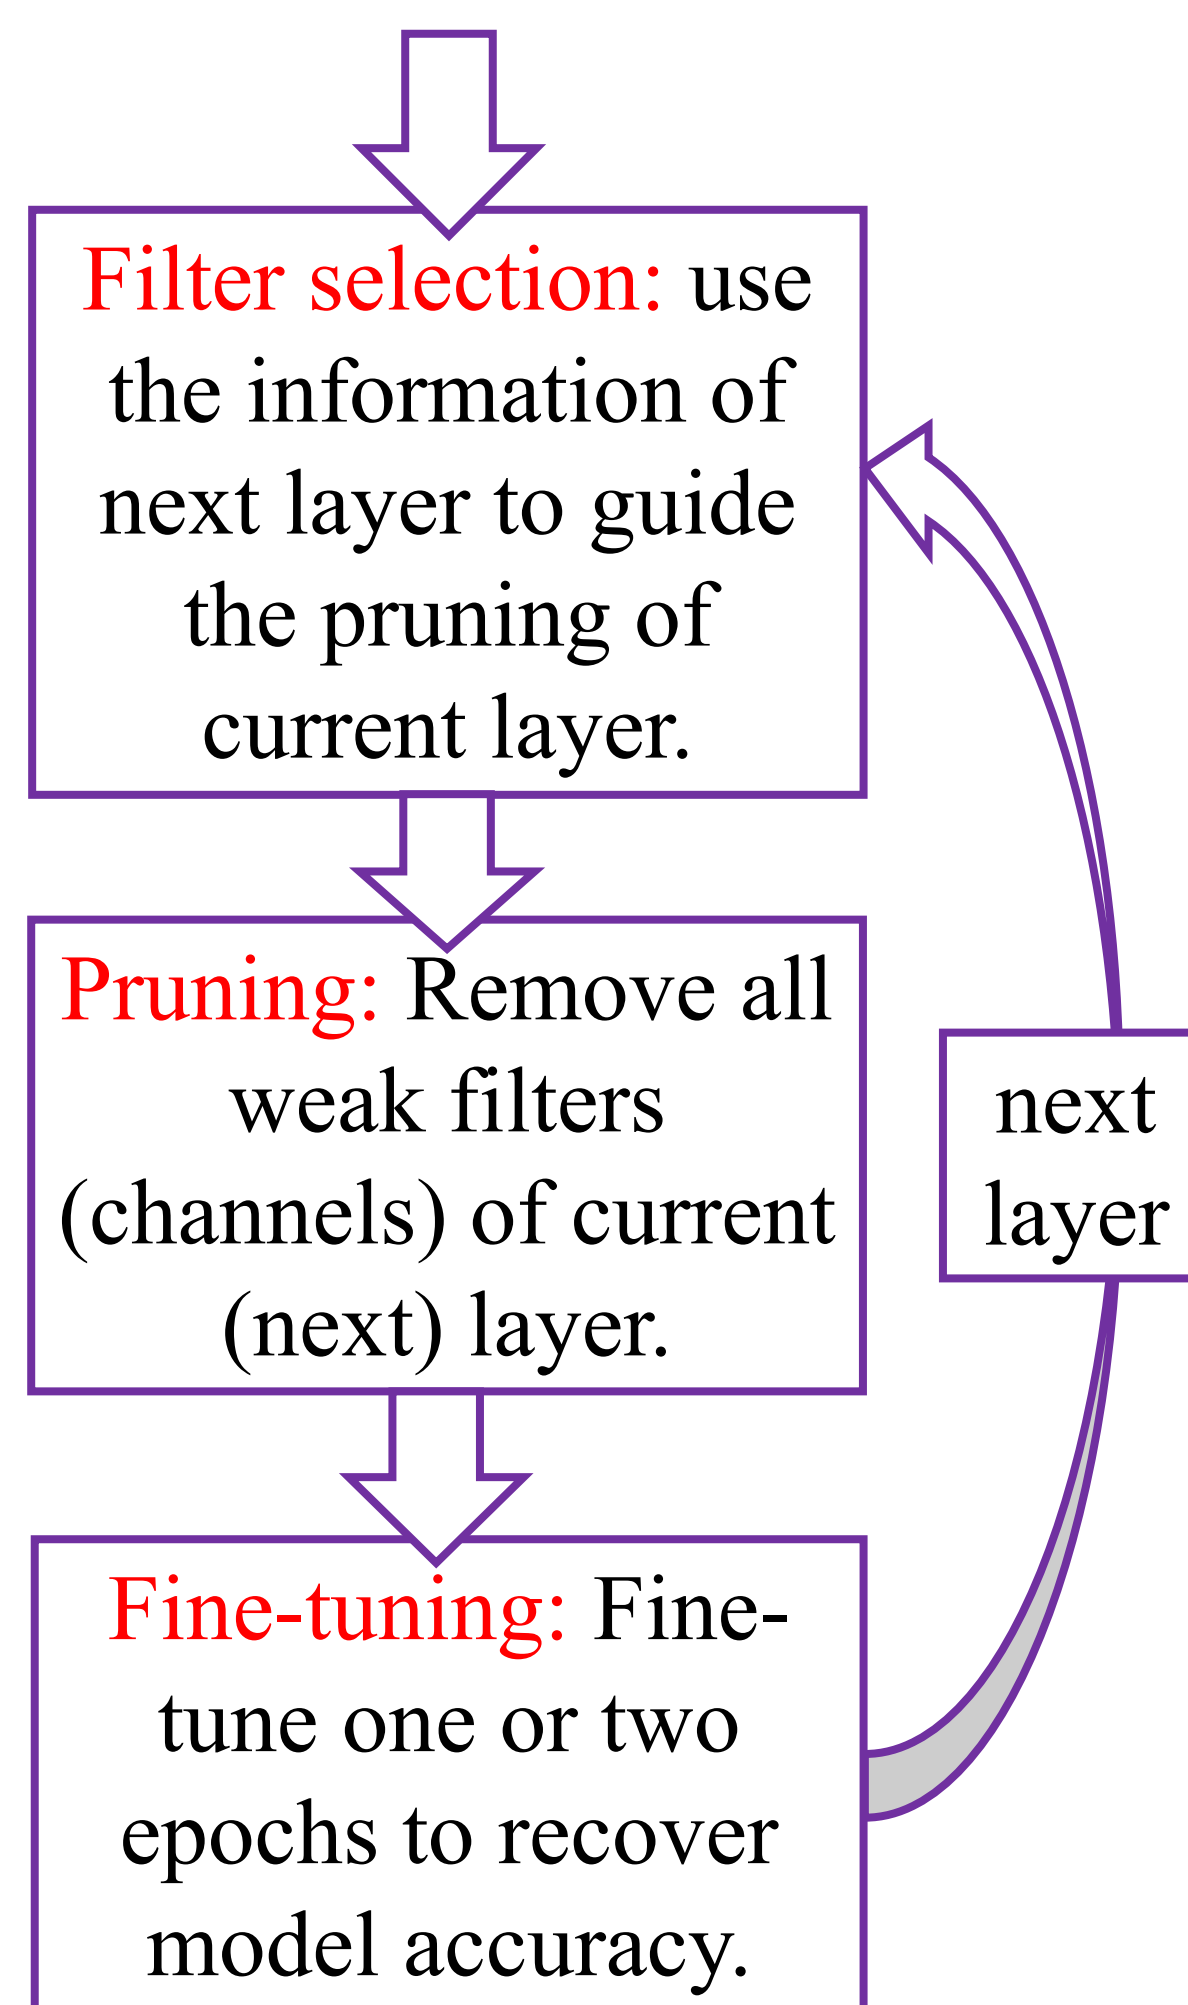 Filter selection: use
the information of
next layer to guide
the pruning of
current layer.
Pruning: Remove all
weak filters
(channels) of current
(next) layer.
next
layer
Fine-tuning: Fine-
tune one or two
epochs to recover
model accuracy.